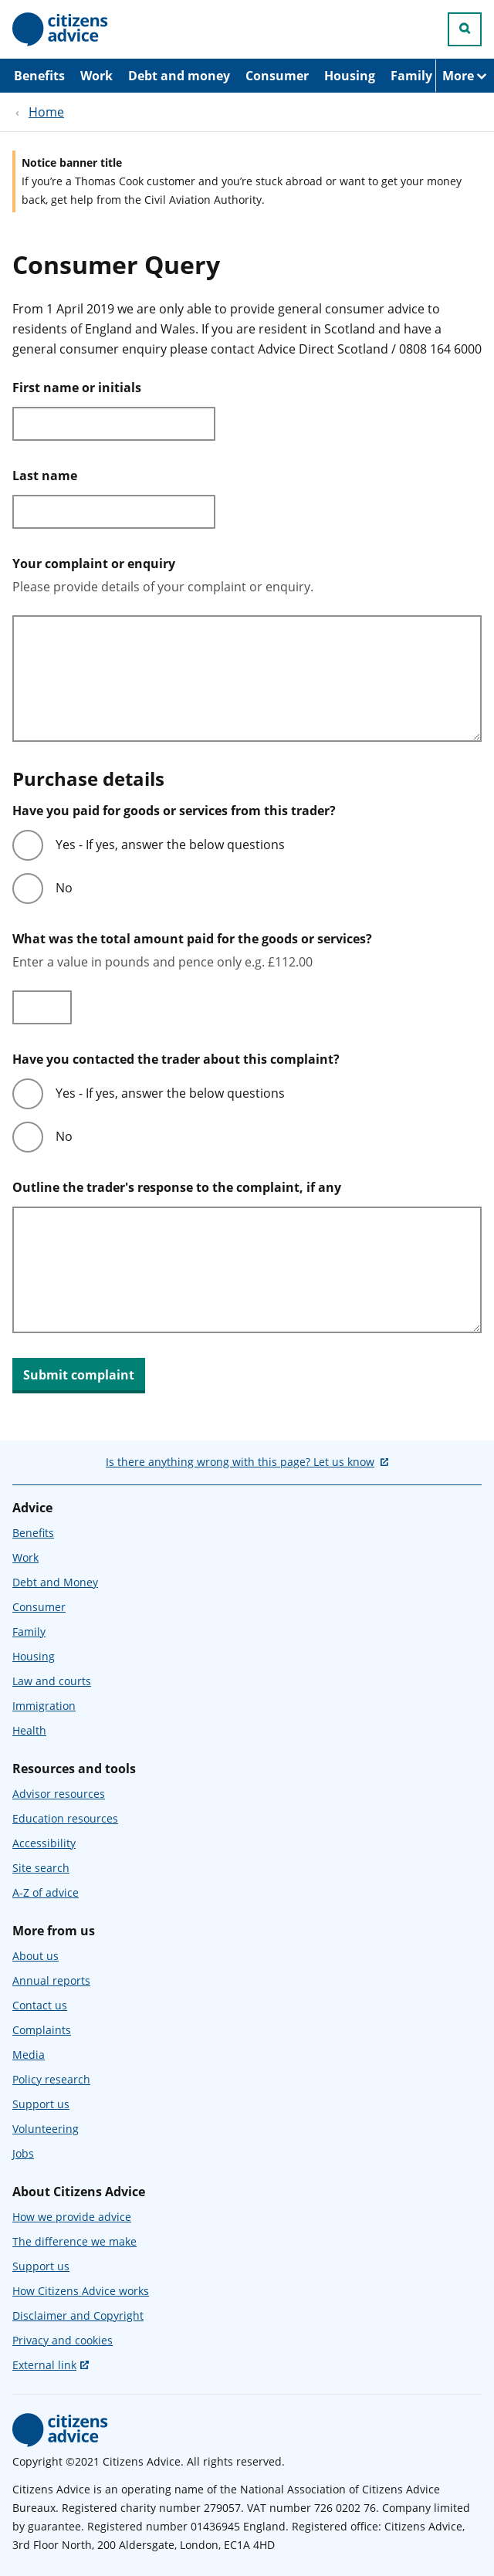 citizens
advice
Benefits Work Debt and money Consumer Housing Family More
‹ Home
Notice banner title
If you’re a Thomas Cook customer and you’re stuck abroad or want to get your money
back, get help from the Civil Aviation Authority.
Consumer Query
From 1 April 2019 we are only able to provide general consumer advice to
residents of England and Wales. If you are resident in Scotland and have a
general consumer enquiry please contact Advice Direct Scotland / 0808 164 6000
First name or initials
Last name
Your complaint or enquiry
Please provide details of your complaint or enquiry.
Purchase details
Have you paid for goods or services from this trader?
Yes - If yes, answer the below questions
No
What was the total amount paid for the goods or services?
Enter a value in pounds and pence only e.g. £112.00
Have you contacted the trader about this complaint?
Yes - If yes, answer the below questions
No
Outline the trader's response to the complaint, if any
Submit complaint
Is there anything wrong with this page? Let us know
Advice
Benefits
Work
Debt and Money
Consumer
Family
Housing
Law and courts
Immigration
Health
Resources and tools
Advisor resources
Education resources
Accessibility
Site search
A-Z of advice
More from us
About us
Annual reports
Contact us
Complaints
Media
Policy research
Support us
Volunteering
Jobs
About Citizens Advice
How we provide advice
The difference we make
Support us
How Citizens Advice works
Disclaimer and Copyright
Privacy and cookies
External link
citizens
advice
Copyright ©2021 Citizens Advice. All rights reserved.
Citizens Advice is an operating name of the National Association of Citizens Advice
Bureaux. Registered charity number 279057. VAT number 726 0202 76. Company limited
by guarantee. Registered number 01436945 England. Registered office: Citizens Advice,
3rd Floor North, 200 Aldersgate, London, EC1A 4HD